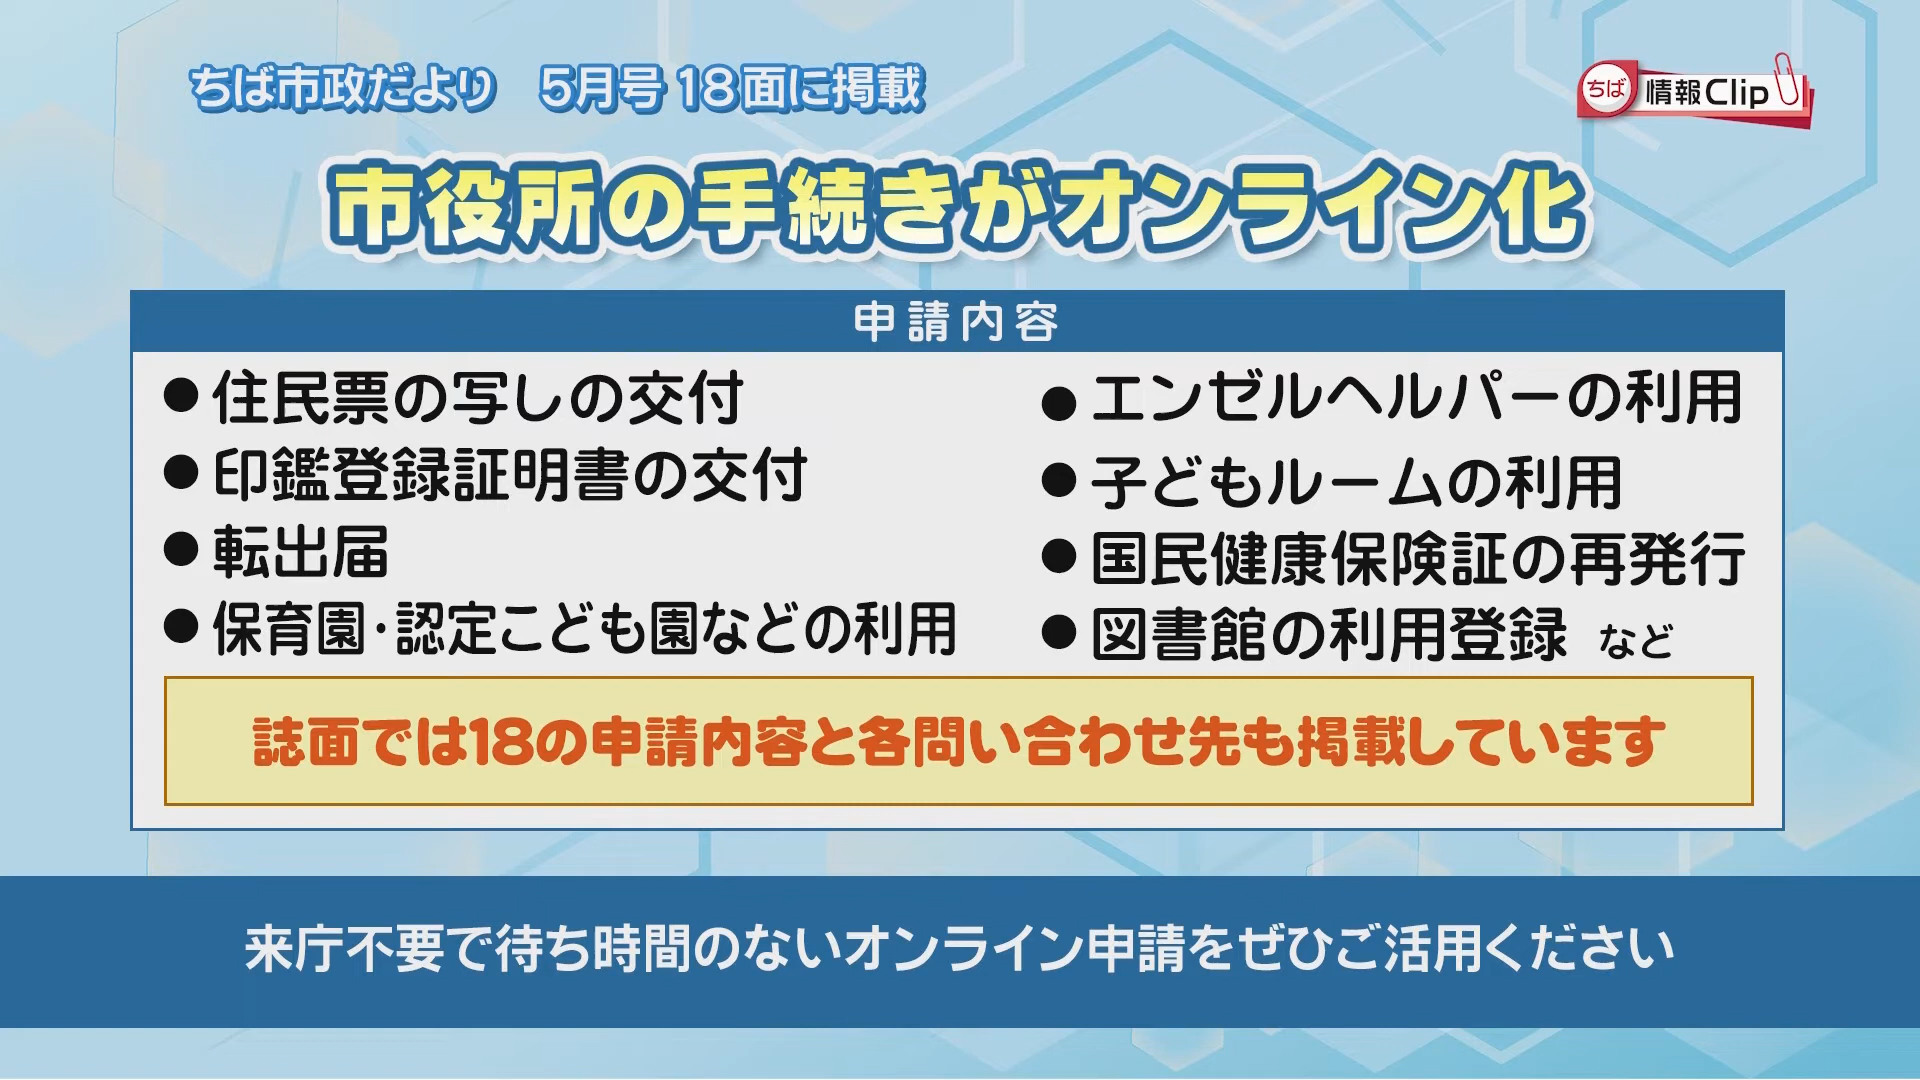 ちば市政だより　5月号 18面に掲載
ちば 情報Clip
市役所の手続きがオンライン化
申請内容
●住民票の写しの交付
●印鑑登録証明書の交付
●転出届
●保育園･認定こども園などの利用
●エンゼルヘルパーの利用
●子どもルームの利用
●国民健康保険証の再発行
●図書館の利用登録 など
誌面では18の申請内容と各問い合わせ先も掲載しています
来庁不要で待ち時間のないオンライン申請をぜひご活用ください